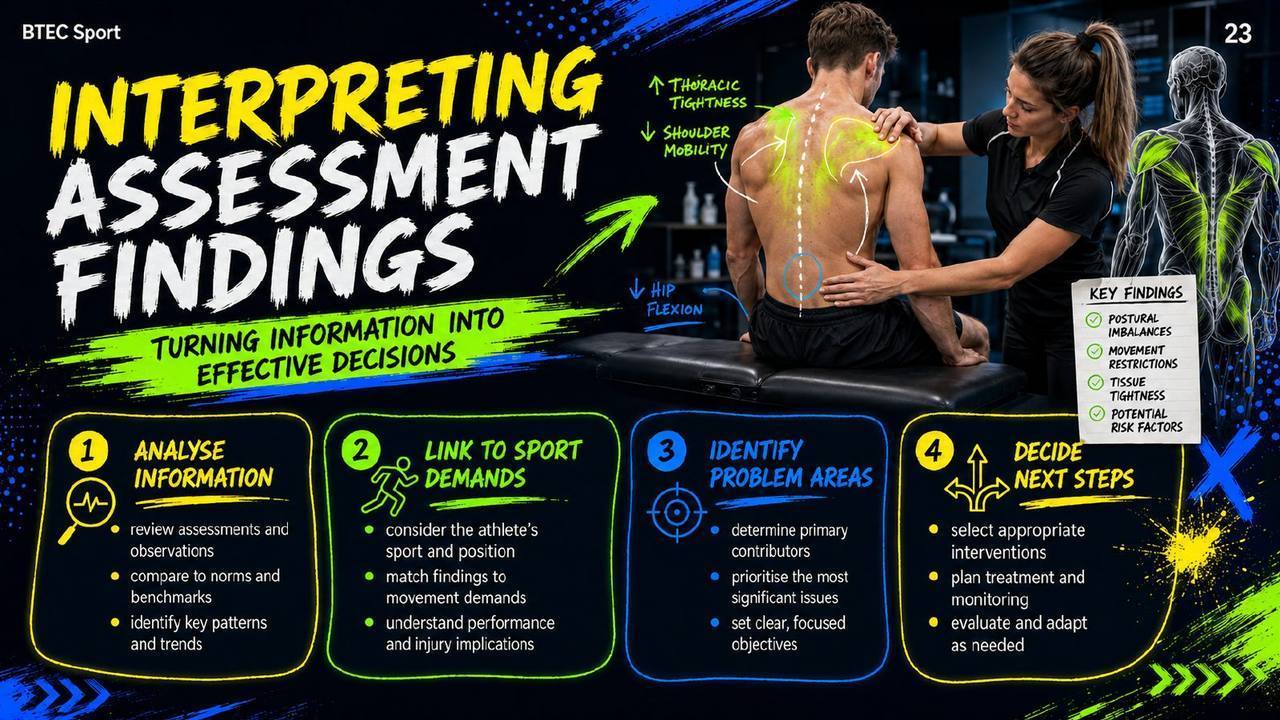 BTEC Sport
23
INTERPRETING
ASSESSMENT
FINDINGS
TURNING INFORMATION INTO
EFFECTIVE DECISIONS
↑ THORACIC
TIGHTNESS
↓ SHOULDER
MOBILITY
↓ HIP
FLEXION
KEY FINDINGS
POSTURAL
IMBALANCES
MOVEMENT
RESTRICTIONS
TISSUE
TIGHTNESS
POTENTIAL
RISK FACTORS
1
ANALYSE
INFORMATION
• review assessments and
observations
• compare to norms and
benchmarks
• identify key patterns
and trends
2
LINK TO SPORT
DEMANDS
• consider the athlete's
sport and position
• match findings to
movement demands
• understand performance
and injury implications
3
IDENTIFY
PROBLEM AREAS
• determine primary
contributors
• prioritise the most
significant issues
• set clear, focused
objectives
4
DECIDE
NEXT STEPS
• select appropriate
interventions
• plan treatment and
monitoring
• evaluate and adapt
as needed